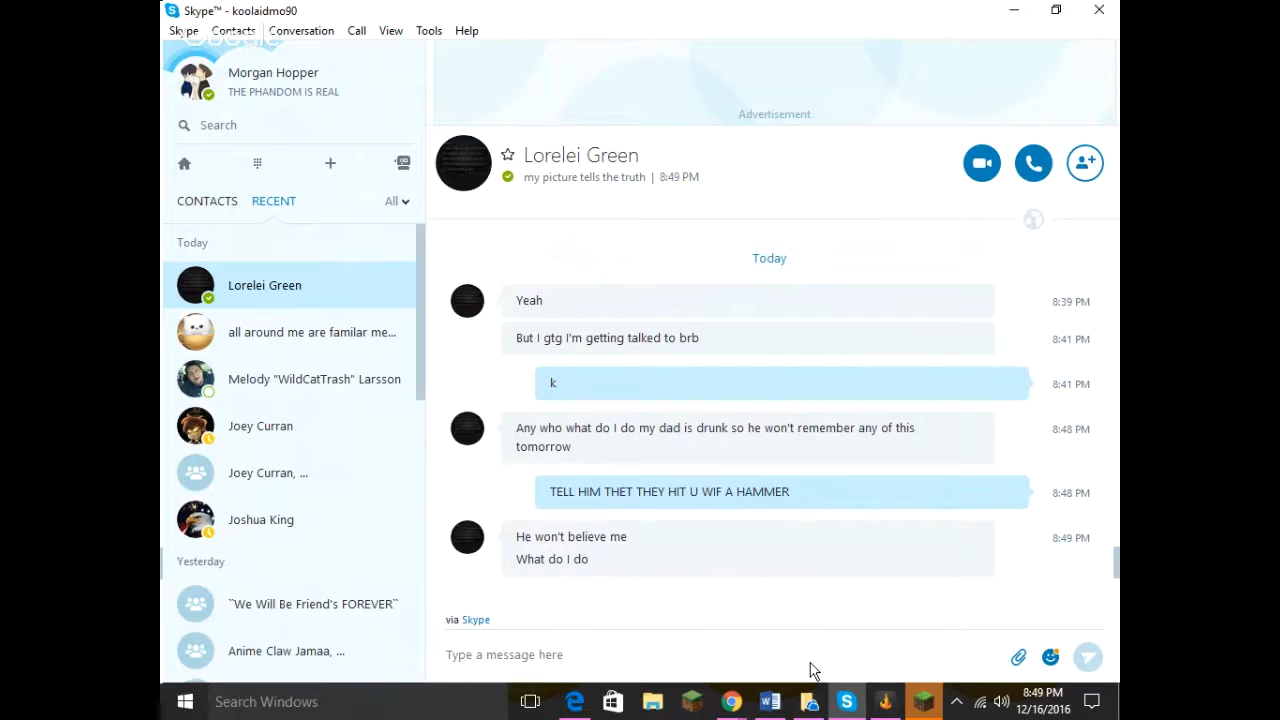 Skype™ - koolaidmo90
Skype Contacts Conversation Call View Tools Help
Google
Morgan Hopper
THE PHANDOM IS REAL
Search
CONTACTS RECENT All
Today
Lorelei Green
all around me are familar me...
Melody "WildCatTrash" Larsson
Joey Curran
Joey Curran, ...
Joshua King
Yesterday
``We Will Be Friend's FOREVER``
Anime Claw Jamaa, ...
Advertisement
Lorelei Green
my picture tells the truth | 8:49 PM
Today
Yeah 8:39 PM
But I gtg I'm getting talked to brb 8:41 PM
k 8:41 PM
Any who what do I do my dad is drunk so he won't remember any of this 8:48 PM
tomorrow
TELL HIM THET THEY HIT U WIF A HAMMER 8:48 PM
He won't believe me 8:49 PM
What do I do
via Skype
Type a message here
Search Windows
8:49 PM
12/16/2016